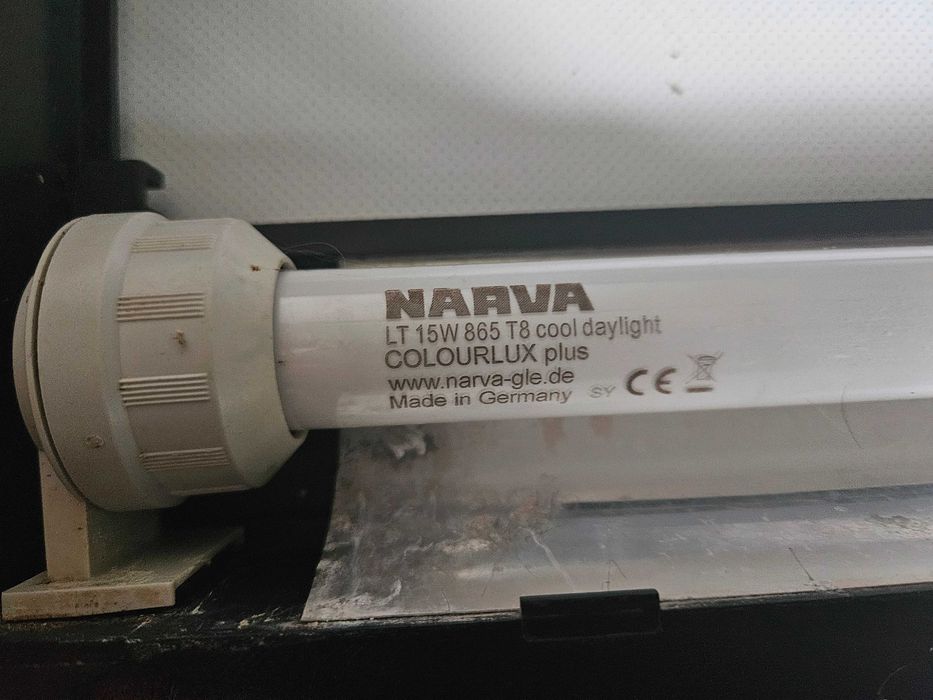 NARVA
LT 15W 865 T8 cool daylight
COLOURLUX plus
www.narva-gle.de
Made in Germany SY CE